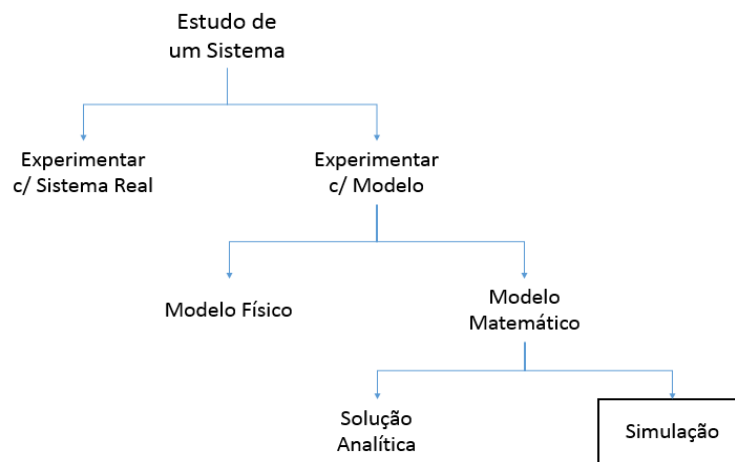 Estudo de
um Sistema
Experimentar
c/ Sistema Real
Experimentar
c/ Modelo
Modelo Físico
Modelo
Matemático
Solução
Analítica
Simulação